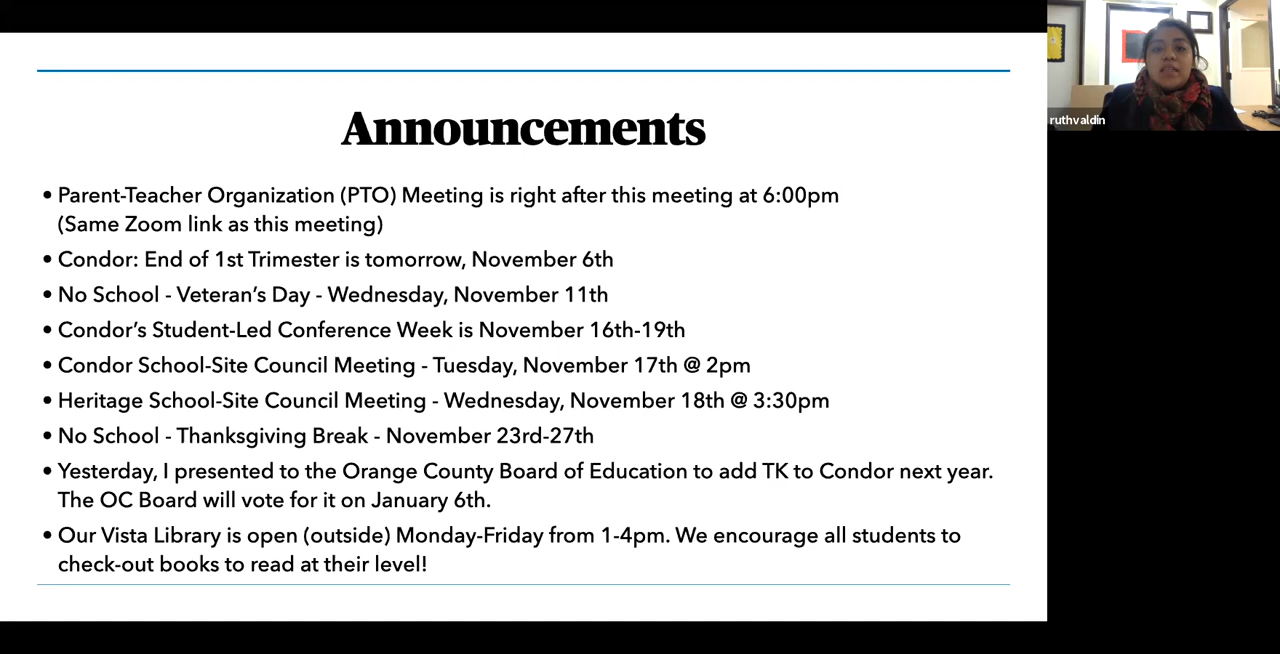 Announcements
• Parent-Teacher Organization (PTO) Meeting is right after this meeting at 6:00pm
(Same Zoom link as this meeting)
• Condor: End of 1st Trimester is tomorrow, November 6th
• No School - Veteran’s Day - Wednesday, November 11th
• Condor’s Student-Led Conference Week is November 16th-19th
• Condor School-Site Council Meeting - Tuesday, November 17th @ 2pm
• Heritage School-Site Council Meeting - Wednesday, November 18th @ 3:30pm
• No School - Thanksgiving Break - November 23rd-27th
• Yesterday, I presented to the Orange County Board of Education to add TK to Condor next year.
The OC Board will vote for it on January 6th.
• Our Vista Library is open (outside) Monday-Friday from 1-4pm. We encourage all students to
check-out books to read at their level!
ruthvaldin